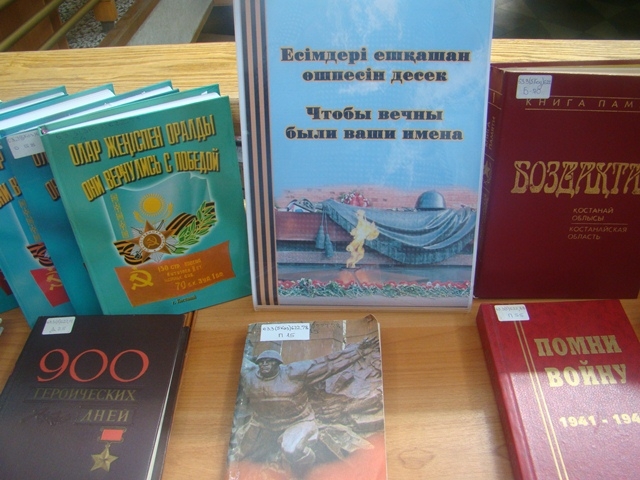 Есімдері ешқашан
өшпесін десек
Чтобы вечны
были ваши имена
ОЛАР ЖЕҢІСПЕН ОРАЛДЫ
ОНИ ВЕРНУЛИСЬ С ПОБЕДОЙ
КНИГА ПАМ
БОЗДАҚТА
ҚОСТАНАЙ
ОБЛЫСЫ
КОСТАНАЙСКАЯ
ОБЛАСТЬ
900
ГЕРОИЧЕСКИХ
ДНЕЙ
ПОМНИ
ВОЙНУ
1941 - 194